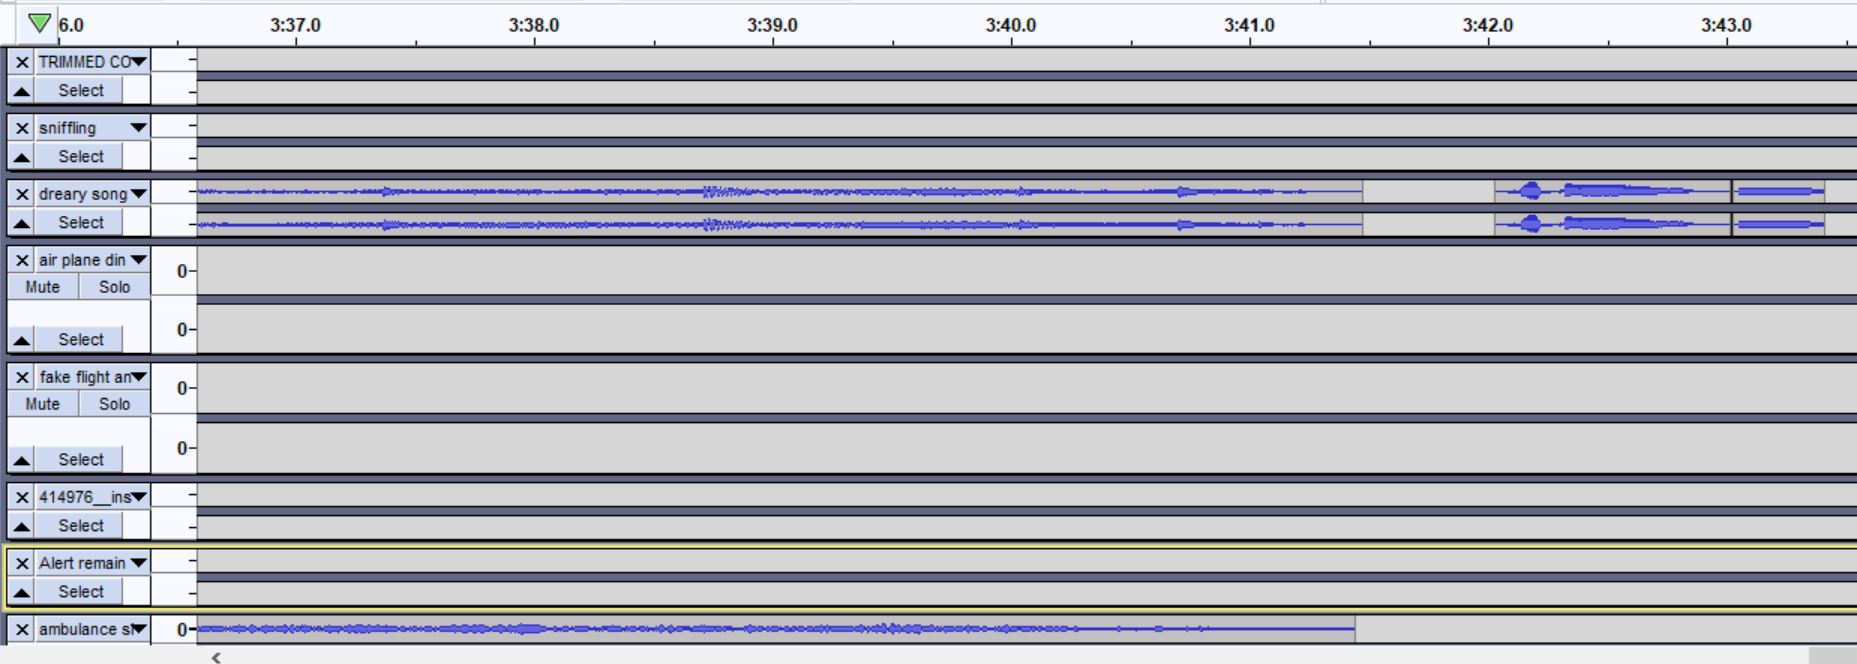 6.0 3:37.0 3:38.0 3:39.0 3:40.0 3:41.0 3:42.0 3:43.0
TRIMMED CO
Select
sniffling
Select
dreary song
Select
air plane din
0-
Mute Solo
0-
Select
fake flight an
0-
Mute Solo
0-
Select
414976__ins
Select
Alert remain
Select
ambulance si
0-